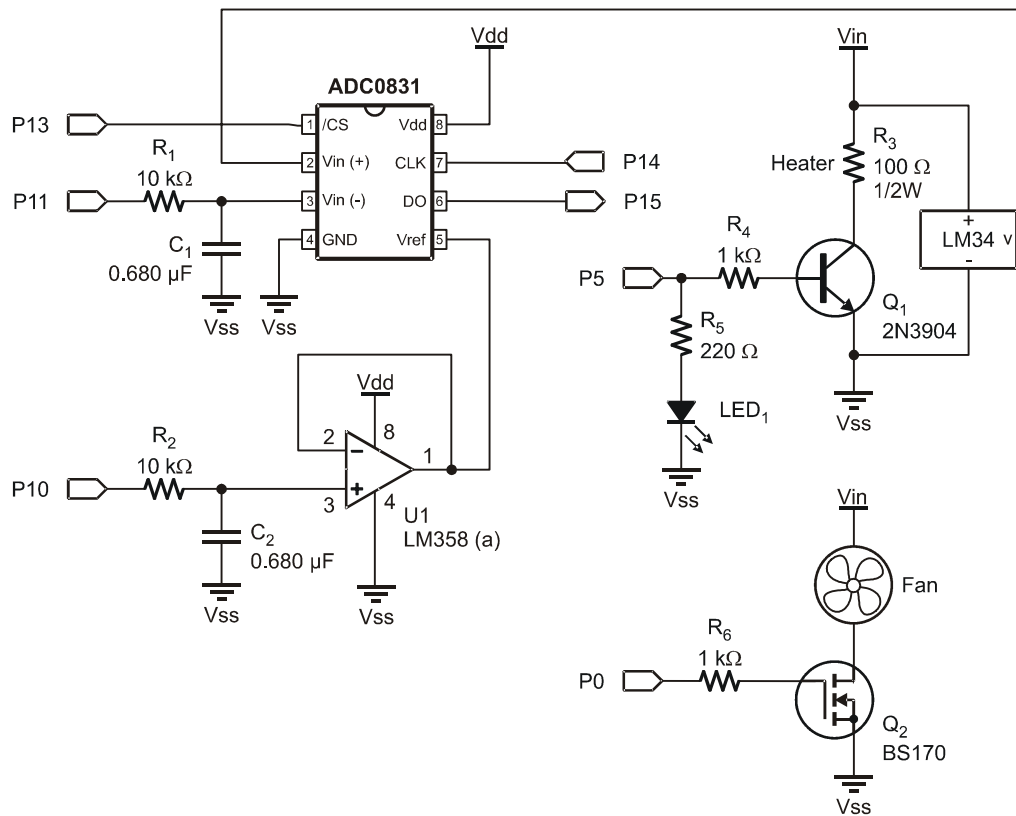 Vdd
Vin
ADC0831
P13
1 /CS Vdd 8
R3
100 Ω
1/2W
Heater
R1
10 kΩ
2 Vin (+) CLK 7
P14
P11
3 Vin (-) DO 6
P15
+
LM34 v
-
C1
0.680 µF
4 GND Vref 5
R4
1 kΩ
P5
Vss
Vss
Q1
2N3904
R5
220 Ω
Vdd
LED1
Vss
2
8
-
1
R2
10 kΩ
P10
+
3
4
U1
LM358 (a)
Vss
Vin
C2
0.680 µF
Vss
Vss
Fan
R6
1 kΩ
P0
Q2
BS170
Vss